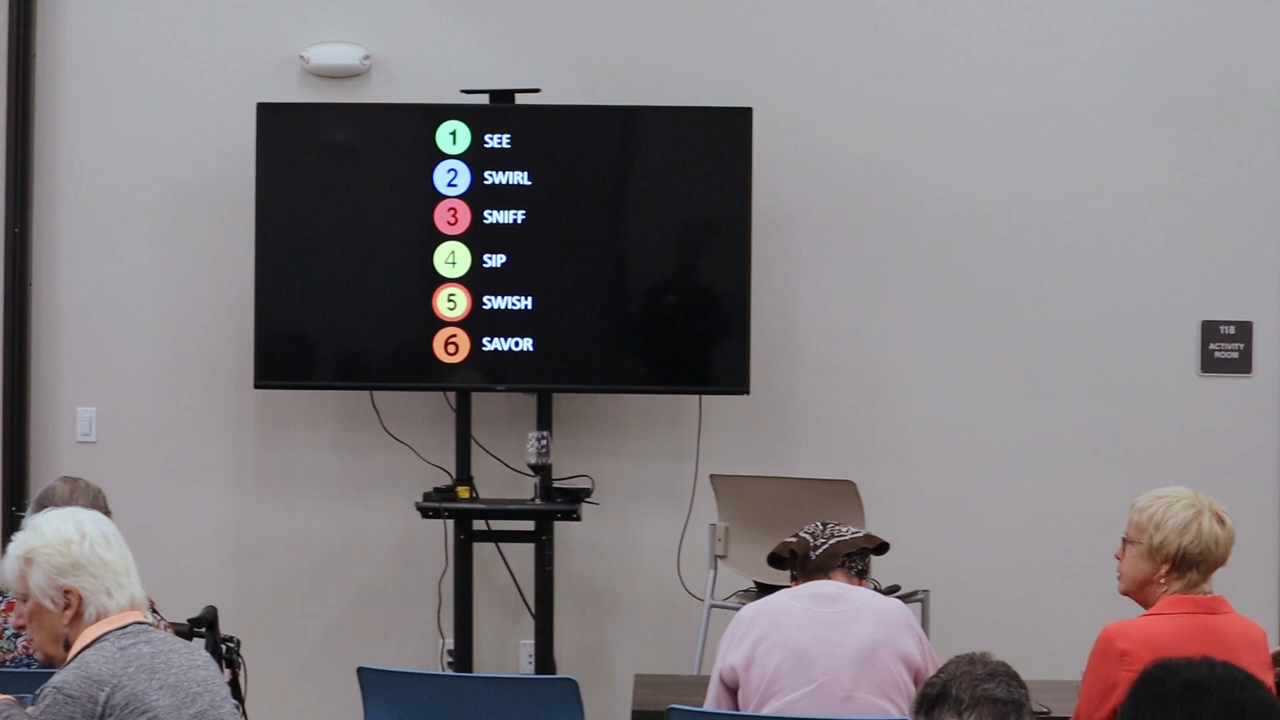 1 SEE
2 SWIRL
3 SNIFF
4 SIP
5 SWISH
6 SAVOR
118
ACTIVITY
ROOM